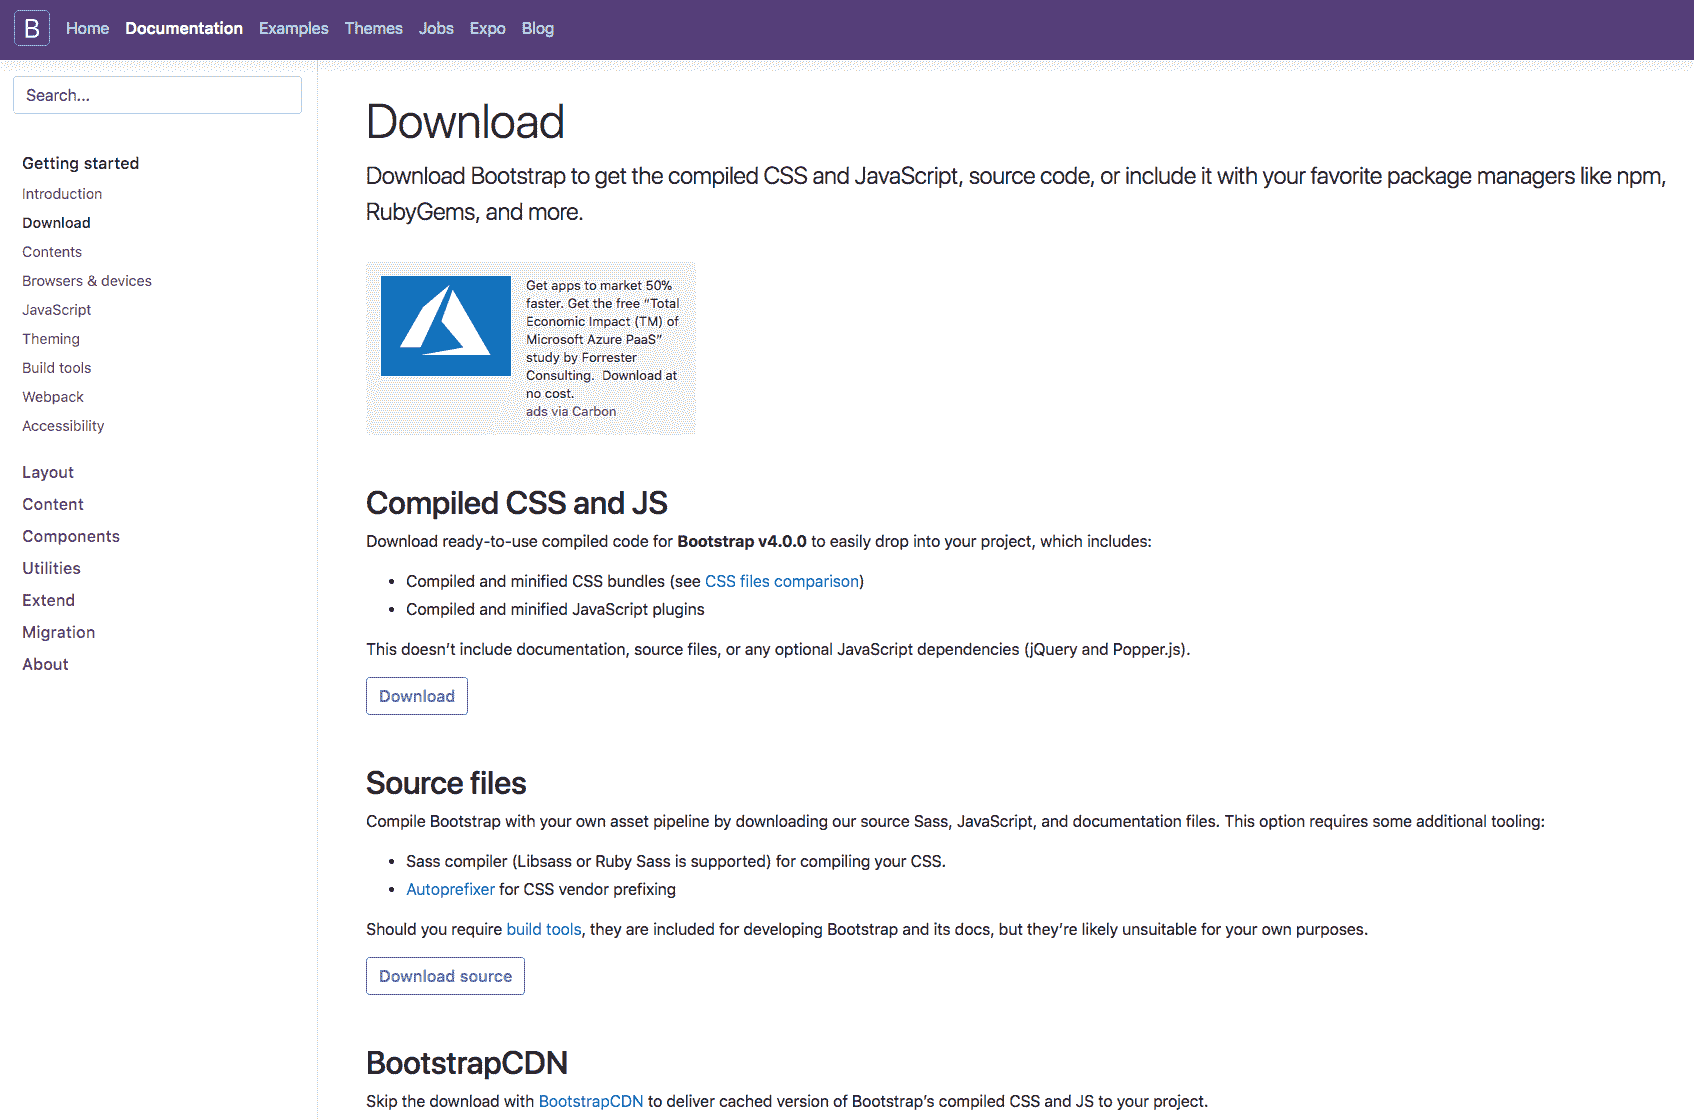 B Home Documentation Examples Themes Jobs Expo Blog
Search...
Getting started
Introduction
Download
Contents
Browsers & devices
JavaScript
Theming
Build tools
Webpack
Accessibility
Layout
Content
Components
Utilities
Extend
Migration
About
Download
Download Bootstrap to get the compiled CSS and JavaScript, source code, or include it with your favorite package managers like npm,
RubyGems, and more.
Get apps to market 50%
faster. Get the free “Total
Economic Impact (TM) of
Microsoft Azure PaaS”
study by Forrester
Consulting. Download at
no cost.
ads via Carbon
Compiled CSS and JS
Download ready-to-use compiled code for Bootstrap v4.0.0 to easily drop into your project, which includes:
• Compiled and minified CSS bundles (see CSS files comparison)
• Compiled and minified JavaScript plugins
This doesn’t include documentation, source files, or any optional JavaScript dependencies (jQuery and Popper.js).
Download
Source files
Compile Bootstrap with your own asset pipeline by downloading our source Sass, JavaScript, and documentation files. This option requires some additional tooling:
• Sass compiler (Libsass or Ruby Sass is supported) for compiling your CSS.
• Autoprefixer for CSS vendor prefixing
Should you require build tools, they are included for developing Bootstrap and its docs, but they’re likely unsuitable for your own purposes.
Download source
BootstrapCDN
Skip the download with BootstrapCDN to deliver cached version of Bootstrap’s compiled CSS and JS to your project.